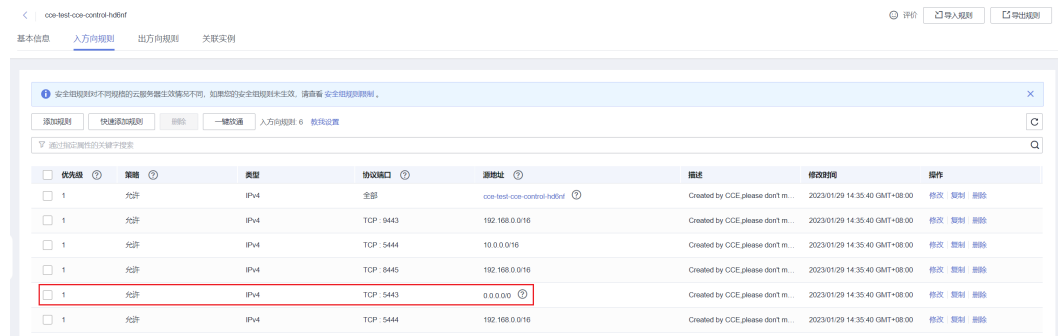 cce-test-cce-control-hd6nf 评价 导入规则 导出规则
基本信息 入方向规则 出方向规则 关联实例
安全组规则对不同规格的云服务器生效情况不同，如果您的安全组规则未生效，请查看 安全组规则限制 。
添加规则 快速添加规则 删除 一键放通 入方向规则: 6 教我设置
通过指定属性的关键字搜索
优先级 策略 类型 协议端口 源地址 描述 修改时间 操作
1 允许 IPv4 全部 cce-test-cce-control-hd6nf Created by CCE,please don't m... 2023/01/29 14:35:40 GMT+08:00 修改 复制 删除
1 允许 IPv4 TCP : 9443 192.168.0.0/16 Created by CCE,please don't m... 2023/01/29 14:35:40 GMT+08:00 修改 复制 删除
1 允许 IPv4 TCP : 5444 10.0.0.0/16 Created by CCE,please don't m... 2023/01/29 14:35:40 GMT+08:00 修改 复制 删除
1 允许 IPv4 TCP : 8445 192.168.0.0/16 Created by CCE,please don't m... 2023/01/29 14:35:40 GMT+08:00 修改 复制 删除
1 允许 IPv4 TCP : 5443 0.0.0.0/0 Created by CCE,please don't m... 2023/01/29 14:35:40 GMT+08:00 修改 复制 删除
1 允许 IPv4 TCP : 5444 192.168.0.0/16 Created by CCE,please don't m... 2023/01/29 14:35:40 GMT+08:00 修改 复制 删除